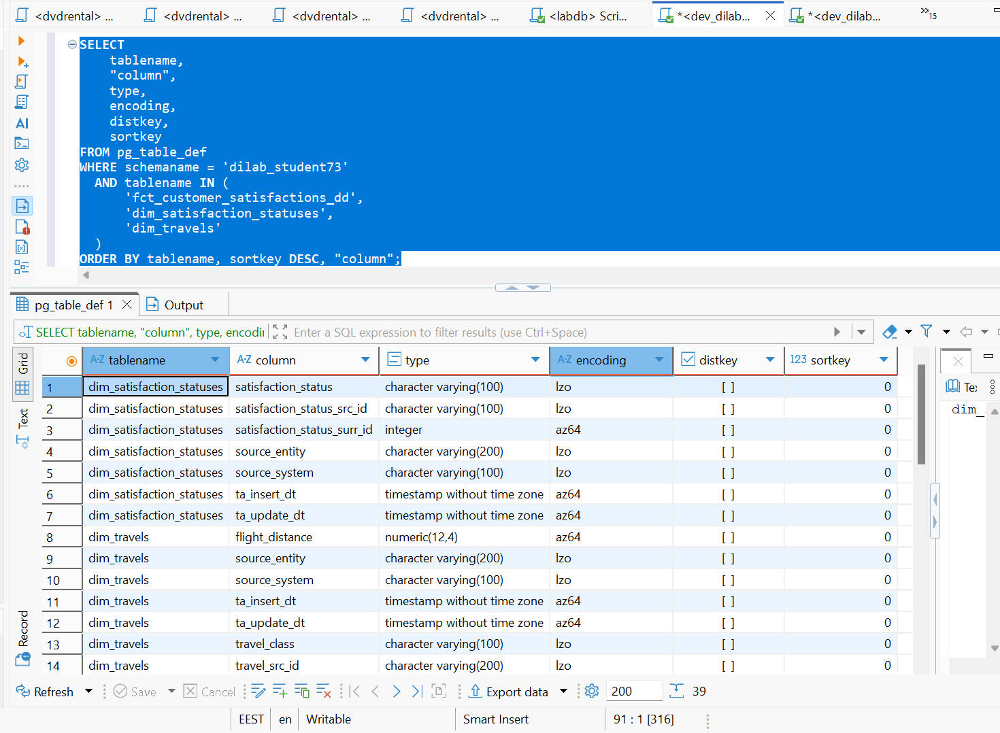 <dvdrental> ... <dvdrental> ... <dvdrental> ... <dvdrental> ... <labdb> Scri... *<dev_dilab... *<dev_dilab... »15
SELECT
tablename,
"column",
type,
encoding,
distkey,
sortkey
FROM pg_table_def
WHERE schemaname = 'dilab_student73'
AND tablename IN (
'fct_customer_satisfactions_dd',
'dim_satisfaction_statuses',
'dim_travels'
)
ORDER BY tablename, sortkey DESC, "column";
AI
pg_table_def 1 Output
SELECT tablename, "column", type, encodin Enter a SQL expression to filter results (use Ctrl+Space)
Grid
Text
Record
A-Z tablename A-Z column type A-Z encoding distkey 123 sortkey
1 dim_satisfaction_statuses satisfaction_status character varying(100) lzo [ ] 0
2 dim_satisfaction_statuses satisfaction_status_src_id character varying(100) lzo [ ] 0
3 dim_satisfaction_statuses satisfaction_status_surr_id integer az64 [ ] 0
4 dim_satisfaction_statuses source_entity character varying(200) lzo [ ] 0
5 dim_satisfaction_statuses source_system character varying(100) lzo [ ] 0
6 dim_satisfaction_statuses ta_insert_dt timestamp without time zone az64 [ ] 0
7 dim_satisfaction_statuses ta_update_dt timestamp without time zone az64 [ ] 0
8 dim_travels flight_distance numeric(12,4) az64 [ ] 0
9 dim_travels source_entity character varying(200) lzo [ ] 0
10 dim_travels source_system character varying(100) lzo [ ] 0
11 dim_travels ta_insert_dt timestamp without time zone az64 [ ] 0
12 dim_travels ta_update_dt timestamp without time zone az64 [ ] 0
13 dim_travels travel_class character varying(100) lzo [ ] 0
14 dim_travels travel_src_id character varying(200) lzo [ ] 0
Te
dim_
Refresh Save Cancel Export data 200 39
EEST en Writable Smart Insert 91 : 1 [316]